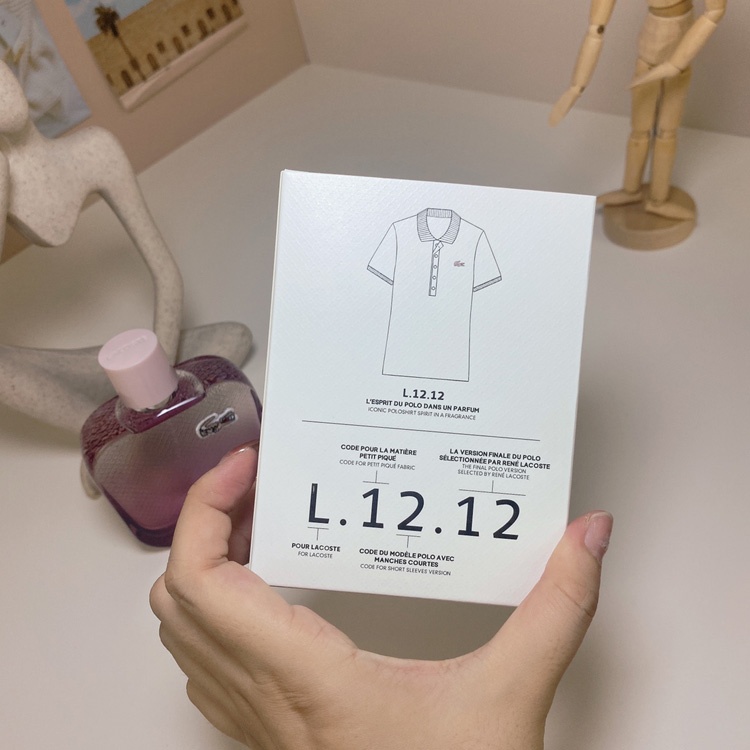 L.12.12
L'ESPRIT DU POLO DANS UN PARFUM
ICONIC POLOSHIRT SPIRIT IN A FRAGRANCE
CODE POUR LA MATIÈRE
PETIT PIQUÉ
CODE FOR PETIT PIQUÉ FABRIC
LA VERSION FINALE DU POLO
SÉLECTIONNÉE PAR RENÉ LACOSTE
THE FINAL POLO VERSION
SELECTED BY RENÉ LACOSTE
L.12.12
POUR LACOSTE
FOR LACOSTE
CODE DU MODÈLE POLO AVEC
MANCHES COURTES
CODE FOR SHORT SLEEVES VERSION